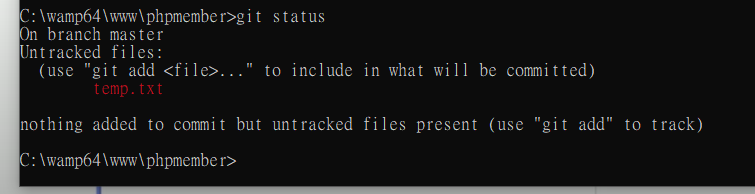 C:\wamp64\www\phpmember>git status
On branch master
Untracked files:
  (use "git add <file>..." to include in what will be committed)
        temp.txt
nothing added to commit but untracked files present (use "git add" to track)
C:\wamp64\www\phpmember>